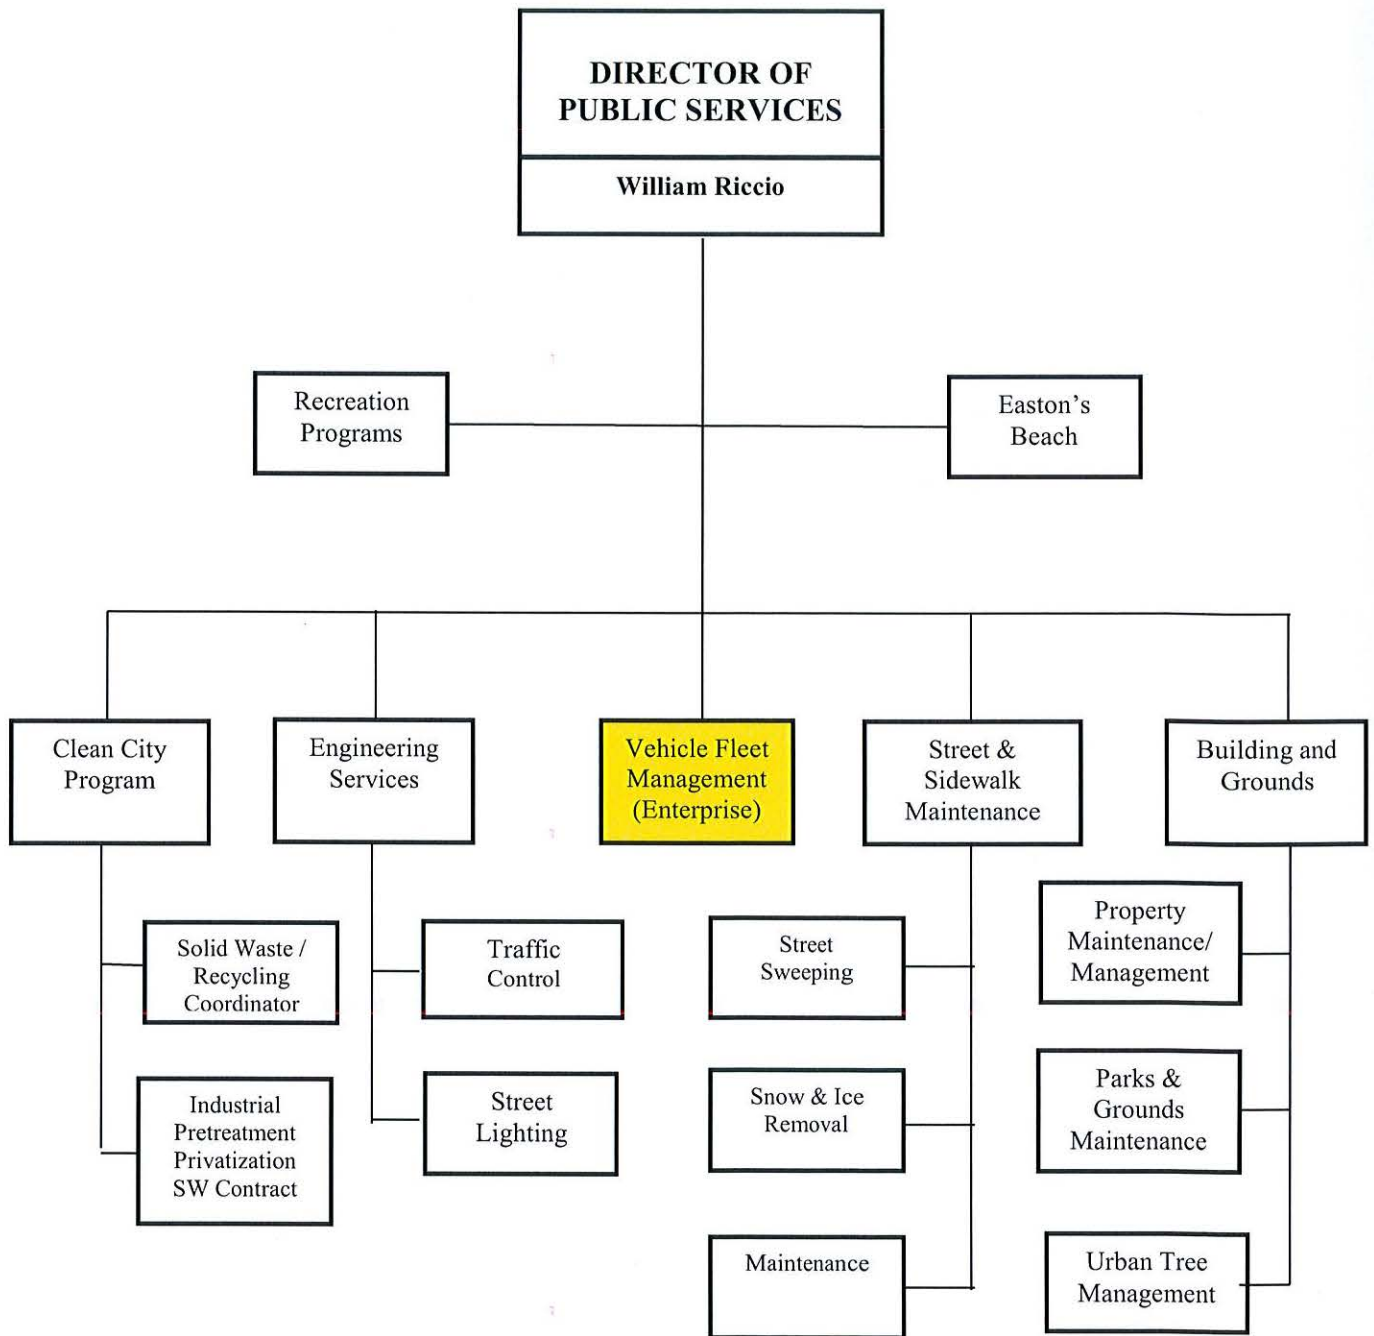 DIRECTOR OF
PUBLIC SERVICES
William Riccio
Recreation
Programs
Easton's
Beach
Clean City
Program
Engineering
Services
Vehicle Fleet
Management
(Enterprise)
Street &
Sidewalk
Maintenance
Building and
Grounds
Solid Waste /
Recycling
Coordinator
Industrial
Pretreatment
Privatization
SW Contract
Traffic
Control
Street
Lighting
Street
Sweeping
Snow & Ice
Removal
Maintenance
Property
Maintenance/
Management
Parks &
Grounds
Maintenance
Urban Tree
Management